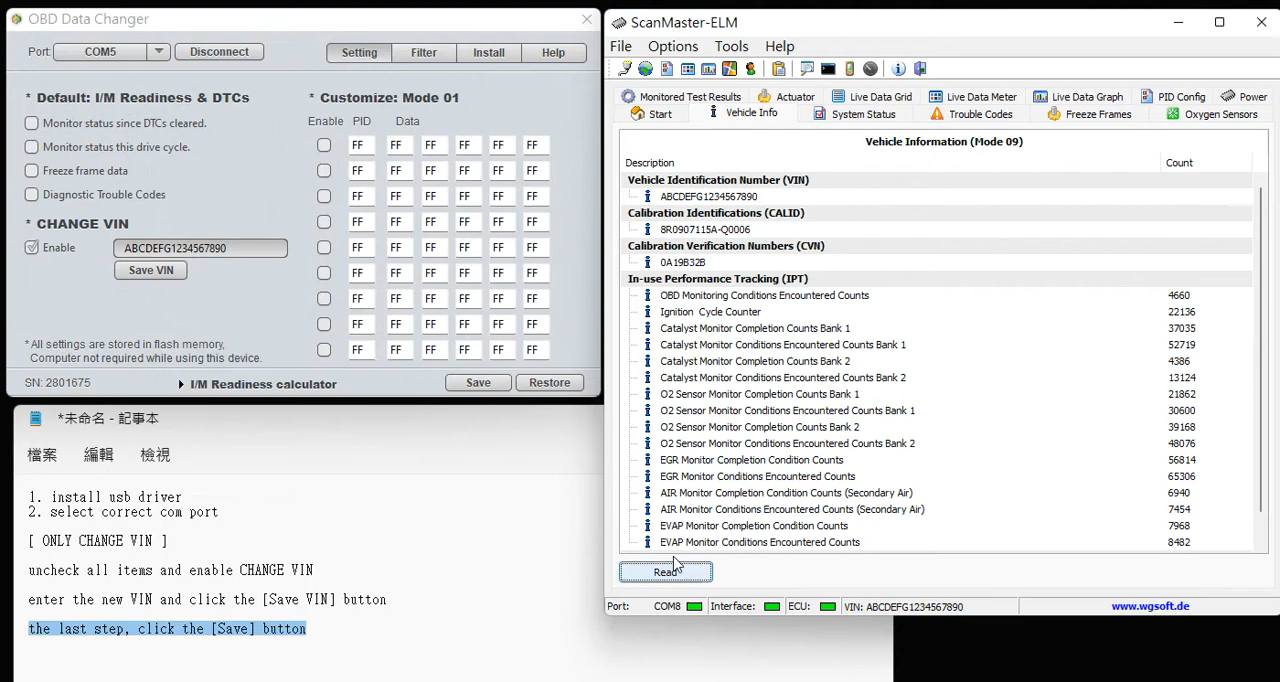 OBD Data Changer
Port: COM5 Disconnect Setting Filter Install Help
* Default: I/M Readiness & DTCs
Monitor status since DTCs cleared.
Monitor status this drive cycle.
Freeze frame data
Diagnostic Trouble Codes
* CHANGE VIN
Enable ABCDEFG1234567890
Save VIN
* All settings are stored in flash memory,
Computer not required while using this device.
SN: 2801675 I/M Readiness calculator Save Restore
* Customize: Mode 01
Enable PID Data
FF FF FF FF FF FF
FF FF FF FF FF FF
FF FF FF FF FF FF
FF FF FF FF FF FF
FF FF FF FF FF FF
FF FF FF FF FF FF
FF FF FF FF FF FF
FF FF FF FF FF FF
FF FF FF FF FF FF
ScanMaster-ELM
File Options Tools Help
Monitored Test Results Actuator Live Data Grid Live Data Meter Live Data Graph PID Config Power
Start Vehicle Info System Status Trouble Codes Freeze Frames Oxygen Sensors
Vehicle Information (Mode 09)
Description Count
Vehicle Identification Number (VIN)
ABCDEFG1234567890
Calibration Identifications (CALID)
8R0907115A-Q0006
Calibration Verification Numbers (CVN)
0A19B32B
In-use Performance Tracking (IPT)
OBD Monitoring Conditions Encountered Counts 4660
Ignition Cycle Counter 22136
Catalyst Monitor Completion Counts Bank 1 37035
Catalyst Monitor Conditions Encountered Counts Bank 1 52719
Catalyst Monitor Completion Counts Bank 2 4386
Catalyst Monitor Conditions Encountered Counts Bank 2 13124
O2 Sensor Monitor Completion Counts Bank 1 21862
O2 Sensor Monitor Conditions Encountered Counts Bank 1 30600
O2 Sensor Monitor Completion Counts Bank 2 39168
O2 Sensor Monitor Conditions Encountered Counts Bank 2 48076
EGR Monitor Completion Condition Counts 56814
EGR Monitor Conditions Encountered Counts 65306
AIR Monitor Completion Condition Counts (Secondary Air) 6940
AIR Monitor Conditions Encountered Counts (Secondary Air) 7454
EVAP Monitor Completion Condition Counts 7968
EVAP Monitor Conditions Encountered Counts 8482
Read
Port: COM8 Interface: ECU: VIN: ABCDEFG1234567890 www.wgsoft.de
*未命名 - 記事本
檔案 編輯 檢視
1. install usb driver
2. select correct com port
[ ONLY CHANGE VIN ]
uncheck all items and enable CHANGE VIN
enter the new VIN and click the [Save VIN] button
the last step, click the [Save] button